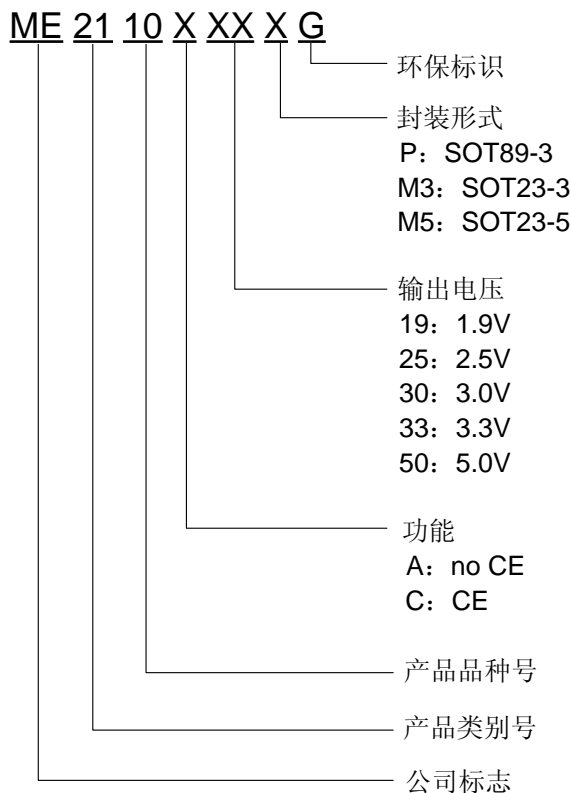 ME 21 10 X XX X G
环保标识
封装形式
P：SOT89-3
M3：SOT23-3
M5：SOT23-5
输出电压
19：1.9V
25：2.5V
30：3.0V
33：3.3V
50：5.0V
功能
A：no CE
C：CE
产品品种号
产品类别号
公司标志